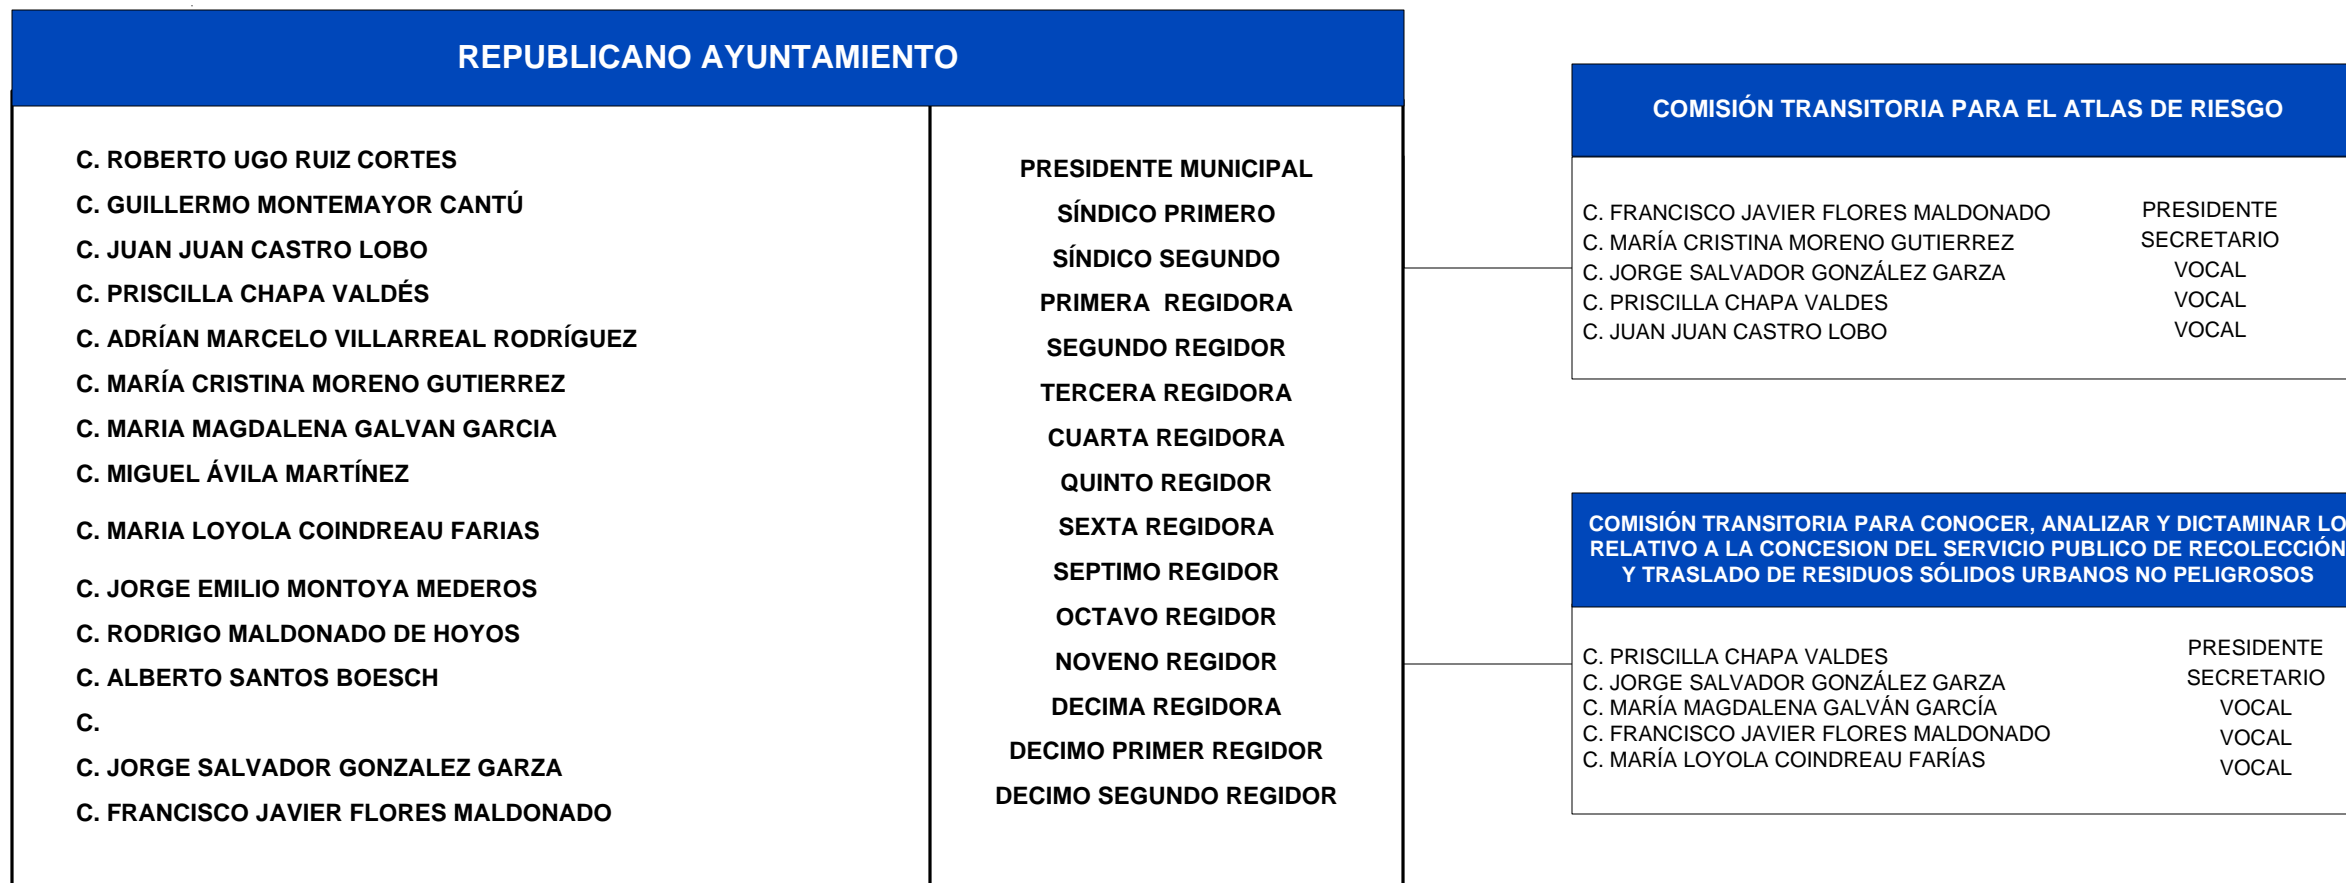 REPUBLICANO AYUNTAMIENTO
C. ROBERTO UGO RUIZ CORTES
C. GUILLERMO MONTEMAYOR CANTÚ
C. JUAN JUAN CASTRO LOBO
C. PRISCILLA CHAPA VALDÉS
C. ADRÍAN MARCELO VILLARREAL RODRÍGUEZ
C. MARÍA CRISTINA MORENO GUTIERREZ
C. MARIA MAGDALENA GALVAN GARCIA
C. MIGUEL ÁVILA MARTÍNEZ
C. MARIA LOYOLA COINDREAU FARIAS
C. JORGE EMILIO MONTOYA MEDEROS
C. RODRIGO MALDONADO DE HOYOS
C. ALBERTO SANTOS BOESCH
C.
C. JORGE SALVADOR GONZALEZ GARZA
C. FRANCISCO JAVIER FLORES MALDONADO
PRESIDENTE MUNICIPAL
SÍNDICO PRIMERO
SÍNDICO SEGUNDO
PRIMERA REGIDORA
SEGUNDO REGIDOR
TERCERA REGIDORA
CUARTA REGIDORA
QUINTO REGIDOR
SEXTA REGIDORA
SEPTIMO REGIDOR
OCTAVO REGIDOR
NOVENO REGIDOR
DECIMA REGIDORA
DECIMO PRIMER REGIDOR
DECIMO SEGUNDO REGIDOR
COMISIÓN TRANSITORIA PARA EL ATLAS DE RIESGO
C. FRANCISCO JAVIER FLORES MALDONADO PRESIDENTE
C. MARÍA CRISTINA MORENO GUTIERREZ SECRETARIO
C. JORGE SALVADOR GONZÁLEZ GARZA VOCAL
C. PRISCILLA CHAPA VALDES VOCAL
C. JUAN JUAN CASTRO LOBO VOCAL
COMISIÓN TRANSITORIA PARA CONOCER, ANALIZAR Y DICTAMINAR LO
RELATIVO A LA CONCESION DEL SERVICIO PUBLICO DE RECOLECCIÓN
Y TRASLADO DE RESIDUOS SÓLIDOS URBANOS NO PELIGROSOS
C. PRISCILLA CHAPA VALDES PRESIDENTE
C. JORGE SALVADOR GONZÁLEZ GARZA SECRETARIO
C. MARÍA MAGDALENA GALVÁN GARCÍA VOCAL
C. FRANCISCO JAVIER FLORES MALDONADO VOCAL
C. MARÍA LOYOLA COINDREAU FARÍAS VOCAL